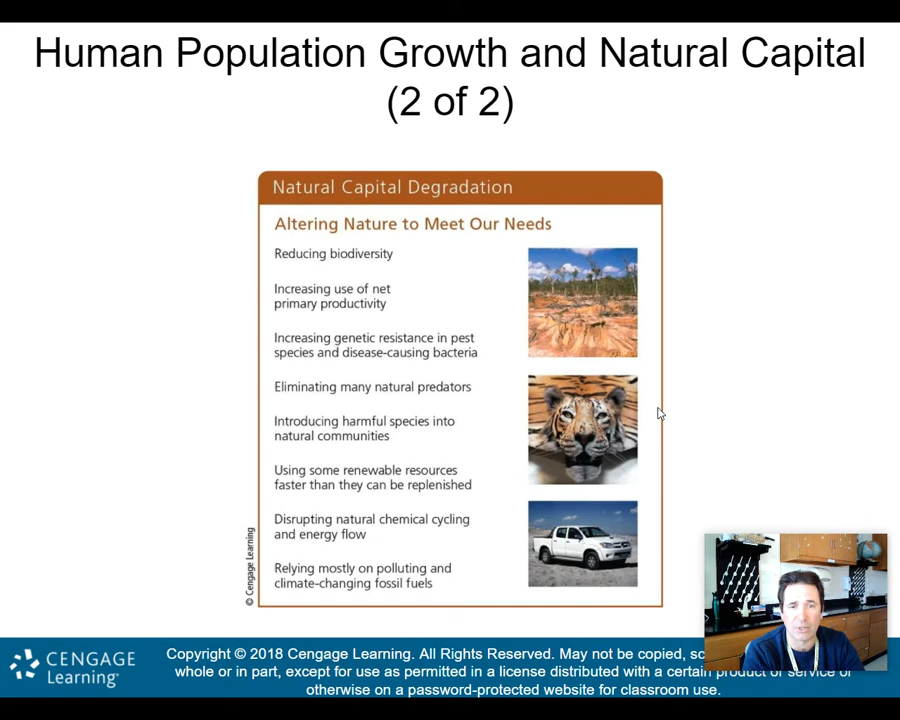 Human Population Growth and Natural Capital
(2 of 2)
Natural Capital Degradation
Altering Nature to Meet Our Needs
Reducing biodiversity
Increasing use of net
primary productivity
Increasing genetic resistance in pest
species and disease-causing bacteria
Eliminating many natural predators
Introducing harmful species into
natural communities
Using some renewable resources
faster than they can be replenished
Disrupting natural chemical cycling
and energy flow
Relying mostly on polluting and
climate-changing fossil fuels
© Cengage Learning
CENGAGE
Learning™
Copyright © 2018 Cengage Learning. All Rights Reserved. May not be copied,
whole or in part, except for use as permitted in a license distributed with a certain product or service or
otherwise on a password-protected website for classroom use.